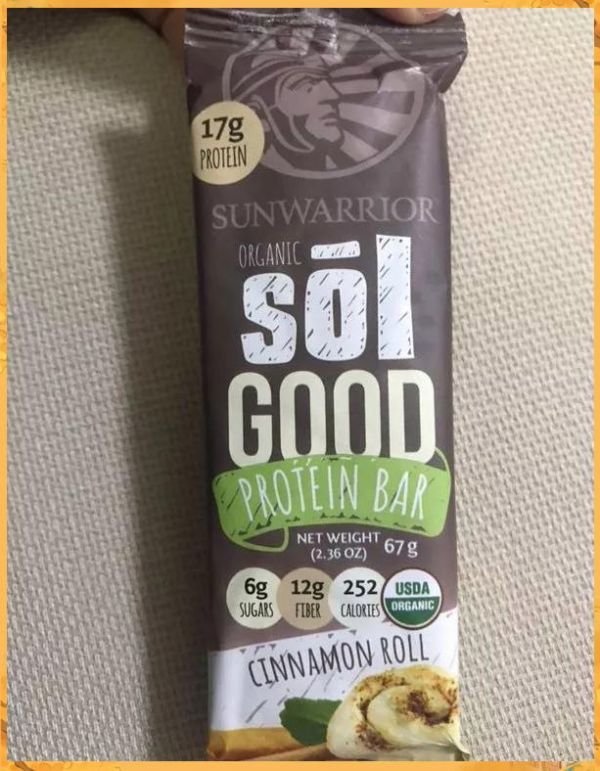 17g
PROTEIN
SUNWARRIOR
ORGANIC
sōl
GOOD
PROTEIN BAR
NET WEIGHT 67g
(2.36 OZ)
6g
SUGARS
12g
FIBER
252
CALORIES
USDA
ORGANIC
CINNAMON ROLL